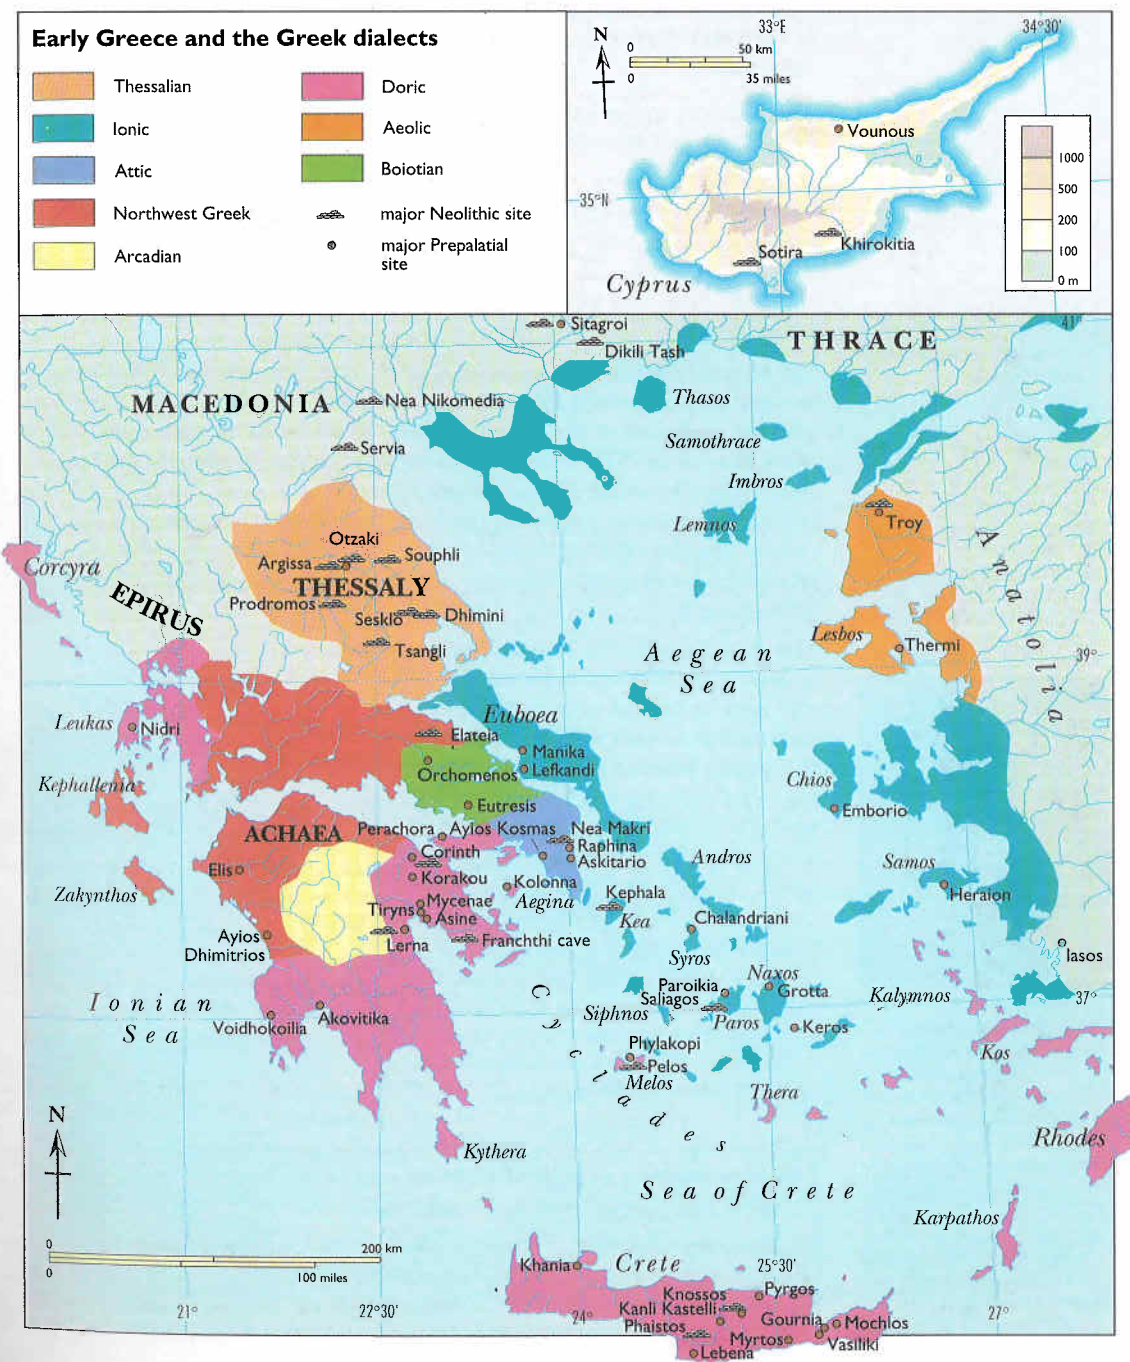 Early Greece and the Greek dialects
Thessalian
Ionic
Attic
Northwest Greek
Arcadian
Doric
Aeolic
Boiotian
major Neolithic site
major Prepalatial
site
N
0
50 km
0
35 miles
33°E
34°30'
35°N
Vounous
Khirokitia
Sotira
Cyprus
1000
500
200
100
0 m
41°
Sitagroi
Dikili Tash
THRACE
MACEDONIA
Nea Nikomedia
Thasos
Servia
Samothrace
Imbros
Lemnos
Troy
Anatolia
Otzaki
Argissa
Souphli
THESSALY
Corcyra
EPIRUS
Prodromos
Sesklo
Dhimini
Tsangli
Lesbos
Thermi
39°
Aegean
Sea
Leukas
Nidri
Euboea
Elateia
Manika
Lefkandi
Orchomenos
Kephallenia
Chios
Emborio
Eutresis
ACHAEA
Perachora
Ayios Kosmas
Nea Makri
Raphina
Askitario
Corinth
Andros
Samos
Elis
Korakou
Kolonna
Aegina
Kephala
Kea
Heraion
Zakynthos
Mycenae
Tiryns
Asine
Chalandriani
Ayios
Dhimitrios
Lerna
Franchthi cave
Syros
Iasos
Ionian
Sea
Naxos
Paroikia
Grotta
Saliagos
Siphnos
Paros
Kalymnos
37°
Voidhokoilia
Akovitika
Keros
Phylakopi
Pelos
Melos
Kos
Thera
Cyclades
N
Kythera
Rhodes
Sea of Crete
Karpathos
0
200 km
0
100 miles
Khania
Crete
25°30'
Knossos
Pyrgos
Kanli Kastelli
Gournia
Mochlos
Phaistos
Myrtos
Vasiliki
Lebena
21°
22°30'
24°
27°